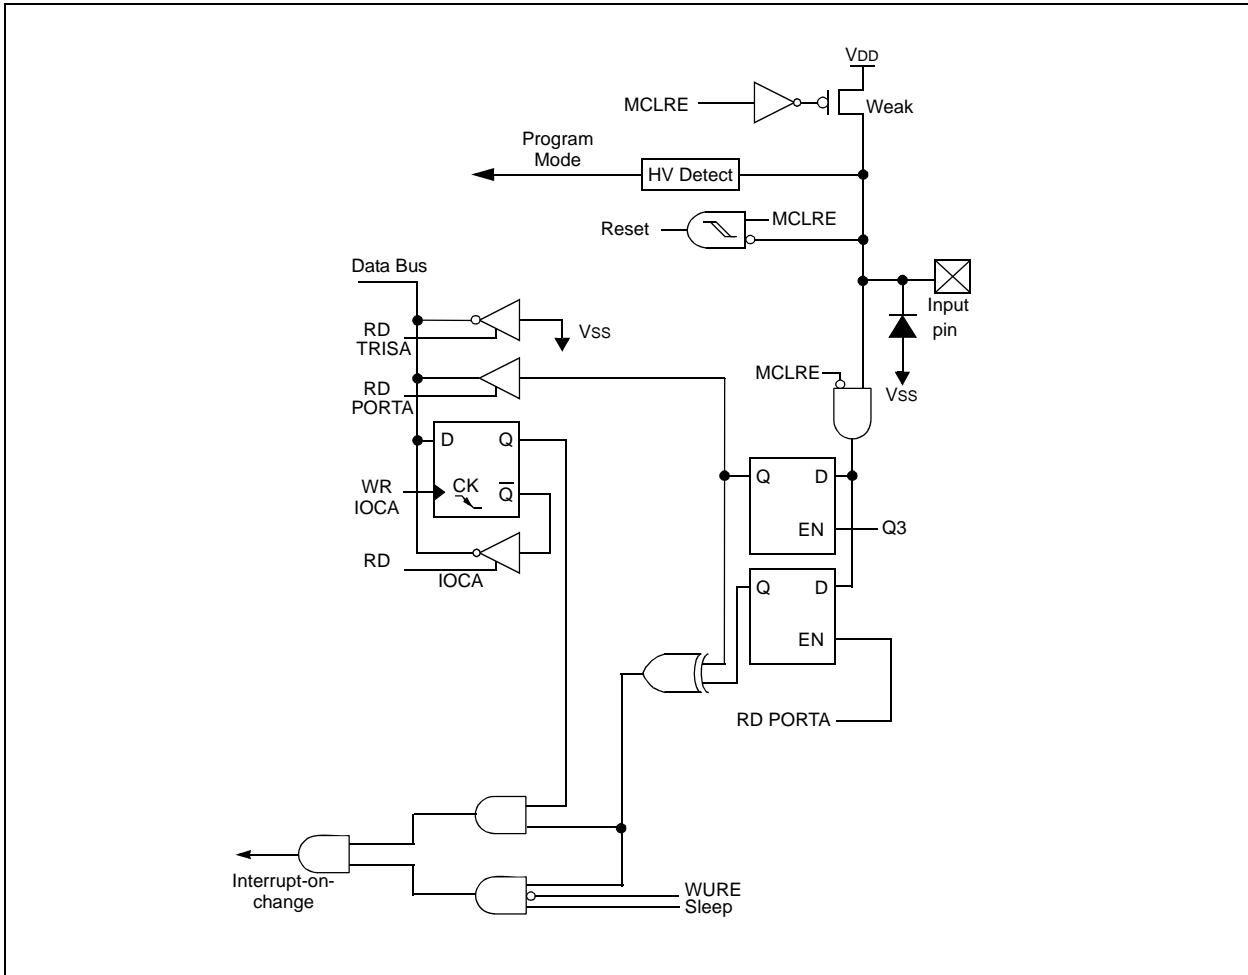 VDD
MCLRE
Weak
Program
Mode
HV Detect
MCLRE
Reset
Data Bus
Input
pin
RD
TRISA
VSS
MCLRE
VSS
RD
PORTA
D Q
WR
IOCA
CK
Q
Q D
EN
Q3
RD
IOCA
Q D
EN
RD PORTA
Interrupt-on-
change
WURE
Sleep